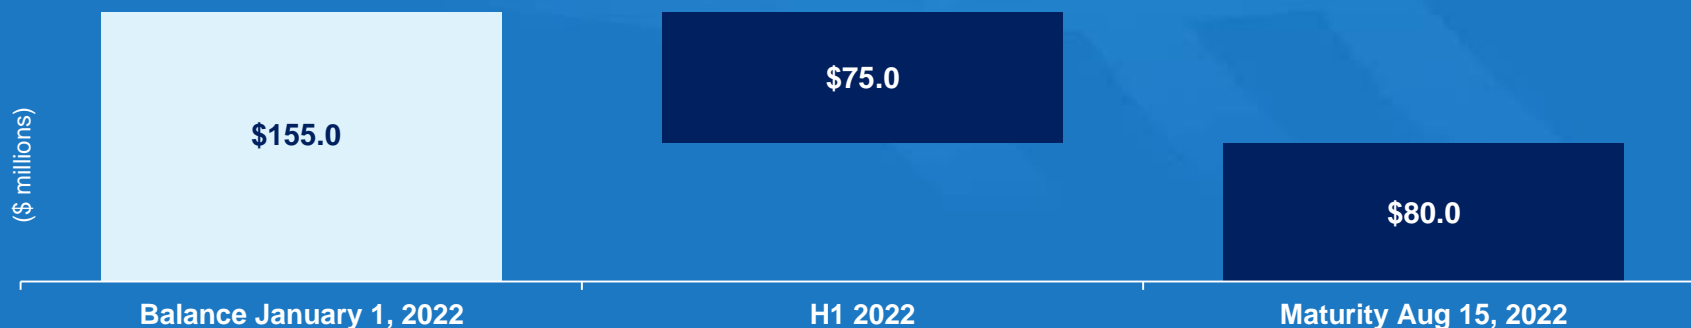 ($ millions)
$155.0
$75.0
$80.0
Balance January 1, 2022
H1 2022
Maturity Aug 15, 2022